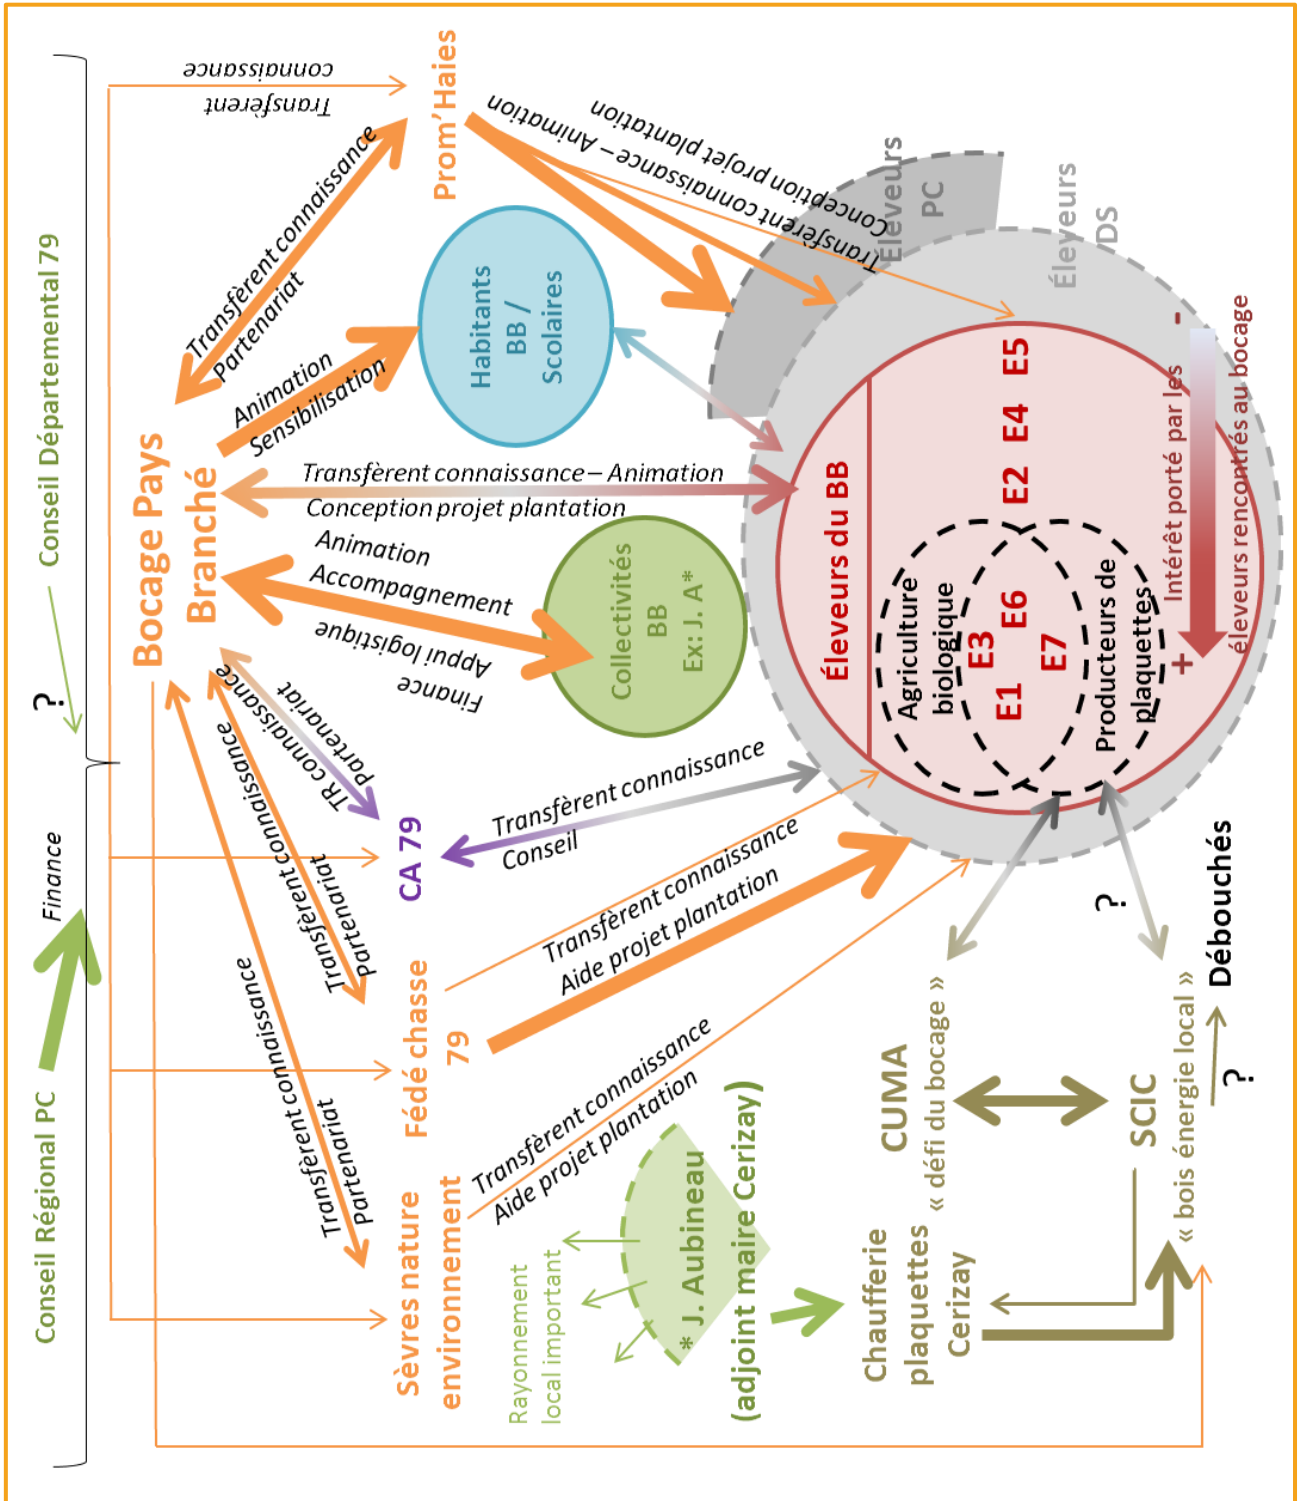 Conseil Régional PC
Finance
?
Conseil Départemental 79
Bocage Pays
Branché
Transfèrent connaissance
Partenariat
Transfèrent connaissance
Partenariat
TR connaissance
Partenariat
Animation
Accompagnement
Appui logistique
Finance
Transfèrent connaissance – Animation
Conception projet plantation
Animation
Sensibilisation
Transfèrent connaissance
Partenariat
Transfèrent
connaissance
Sèvres nature
environnement
Fédé chasse
79
CA 79
Prom'Haies
Habitants
BB /
Scolaires
Collectivités
BB
Ex: J. A*
Transfèrent connaissance
Aide projet plantation
Transfèrent connaissance
Aide projet plantation
Transfèrent connaissance
Conseil
Transfèrent connaissance – Animation
Conception projet plantation
Éleveurs
PC
Éleveurs
DS
Éleveurs du BB
Agriculture
biologique
E3
E1
E6
E7
E2
E4
E5
Producteurs de
plaquettes
+
-
Intérêt porté par les
éleveurs rencontrés au bocage
Rayonnement
local important
* J. Aubineau
(adjoint maire Cerizay)
Chaufferie
plaquettes
Cerizay
CUMA
« défi du bocage »
SCIC
« bois énergie local »
?
?
Débouchés